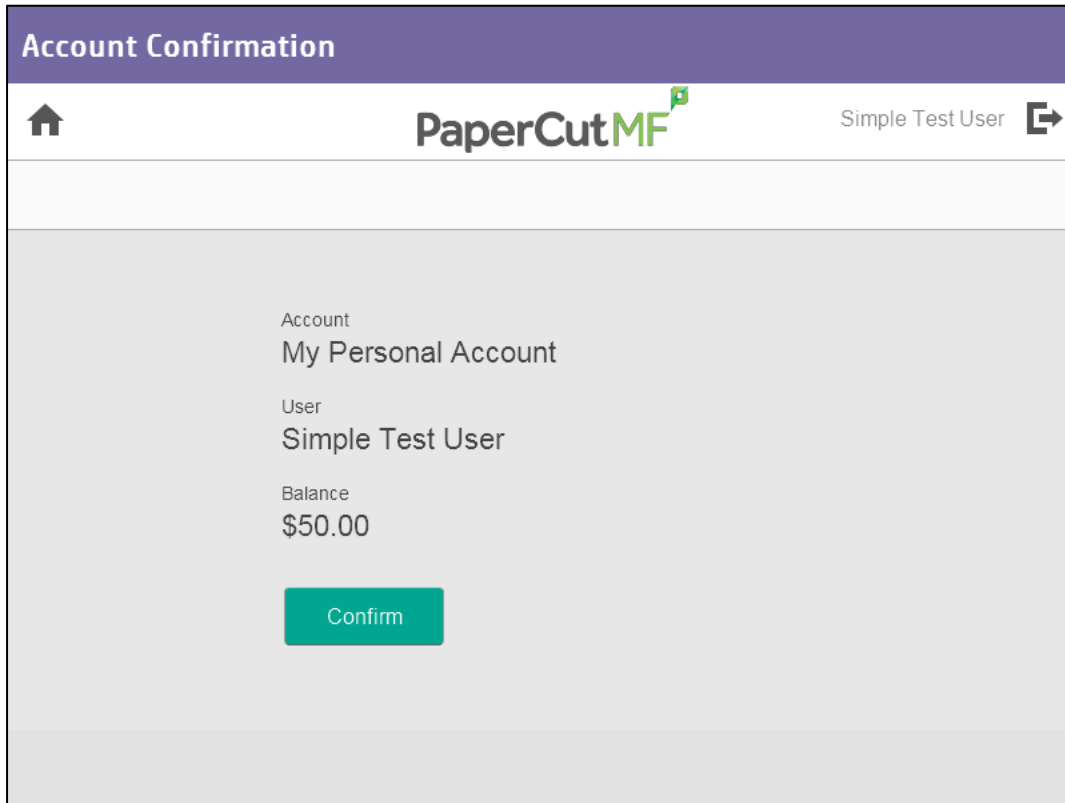 Account Confirmation
PaperCutMF
Simple Test User
Account
My Personal Account
User
Simple Test User
Balance
$50.00
Confirm